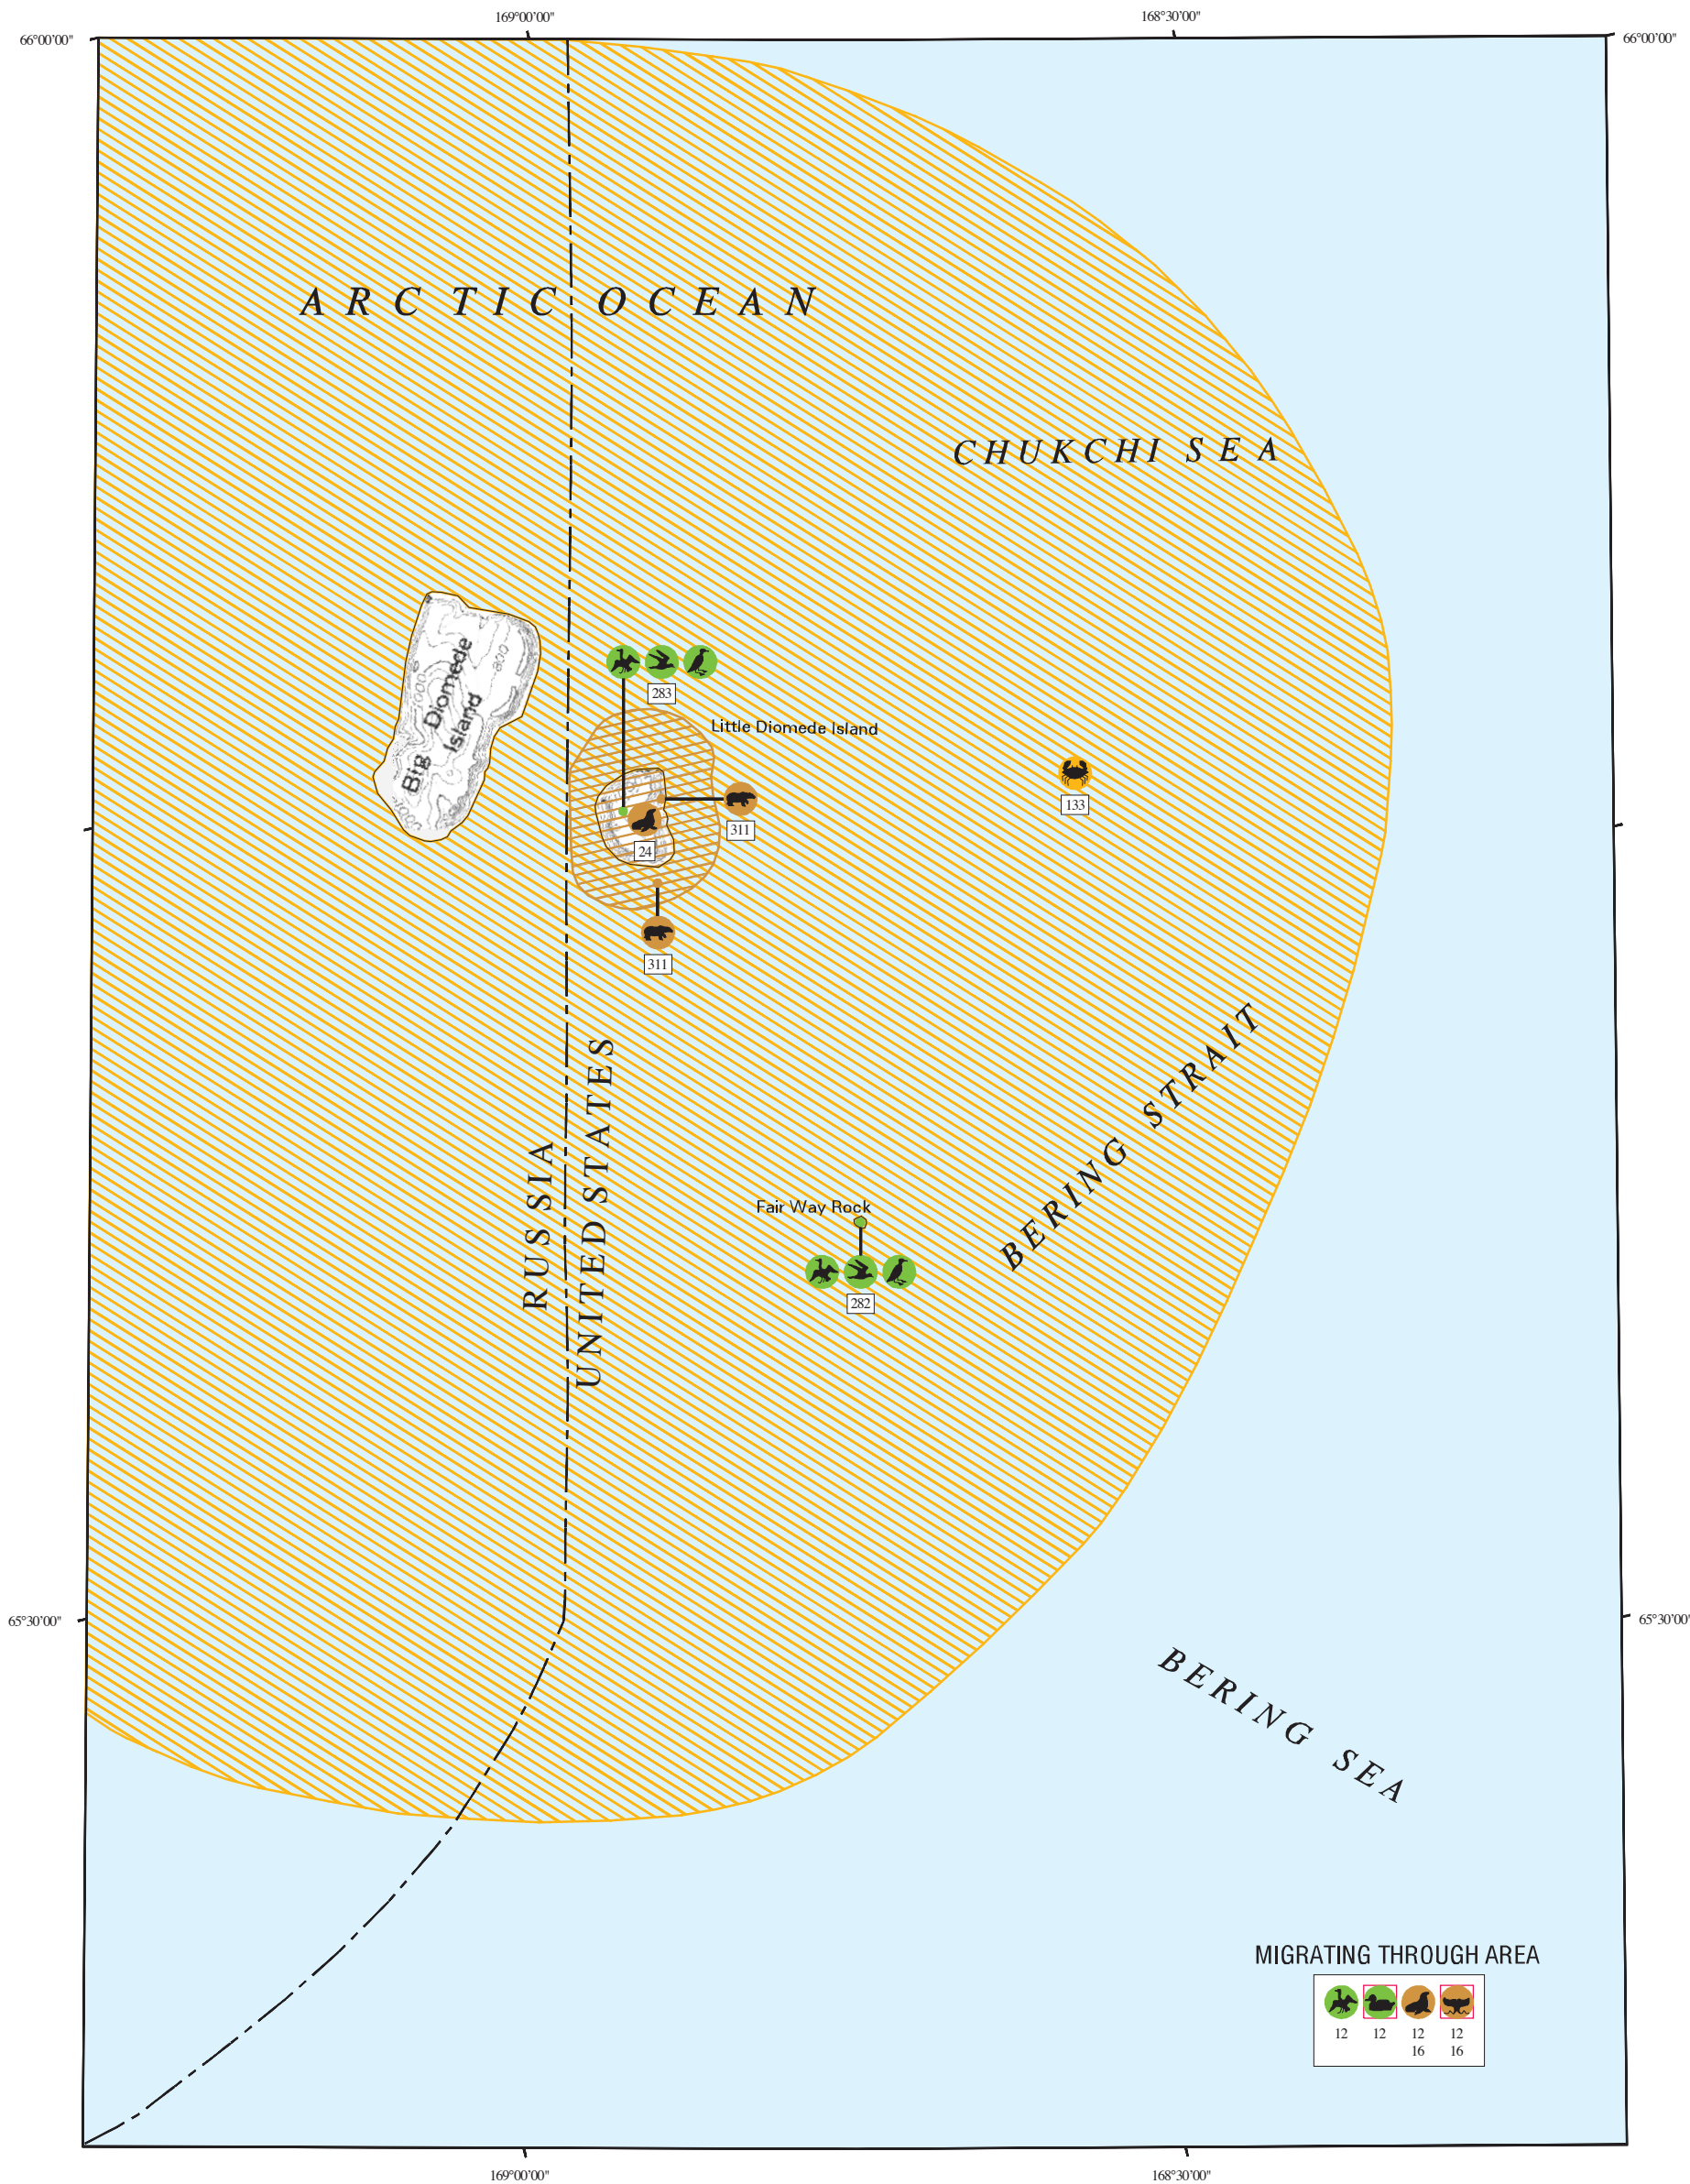 169°00'00"
168°30'00"
66°00'00"
66°00'00"
ARCTIC OCEAN
CHUKCHI SEA
Big Diomede
Island
800
283
Little Diomede Island
133
311
24
311
BERING STRAIT
RUSSIA
UNITED STATES
Fair Way Rock
282
65°30'00"
65°30'00"
BERING SEA
MIGRATING THROUGH AREA
12 12 12 12
16 16
169°00'00"
168°30'00"